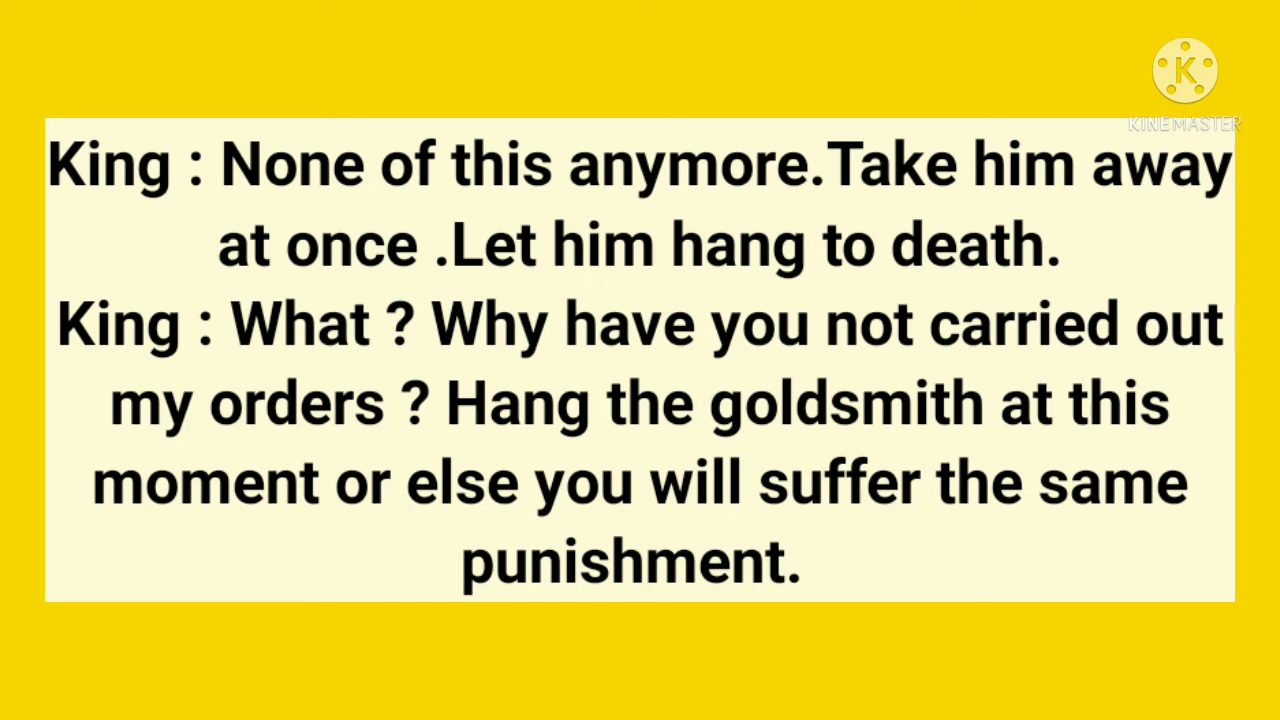 K
KINEMASTER
King : None of this anymore.Take him away
at once .Let him hang to death.
King : What ? Why have you not carried out
my orders ? Hang the goldsmith at this
moment or else you will suffer the same
punishment.